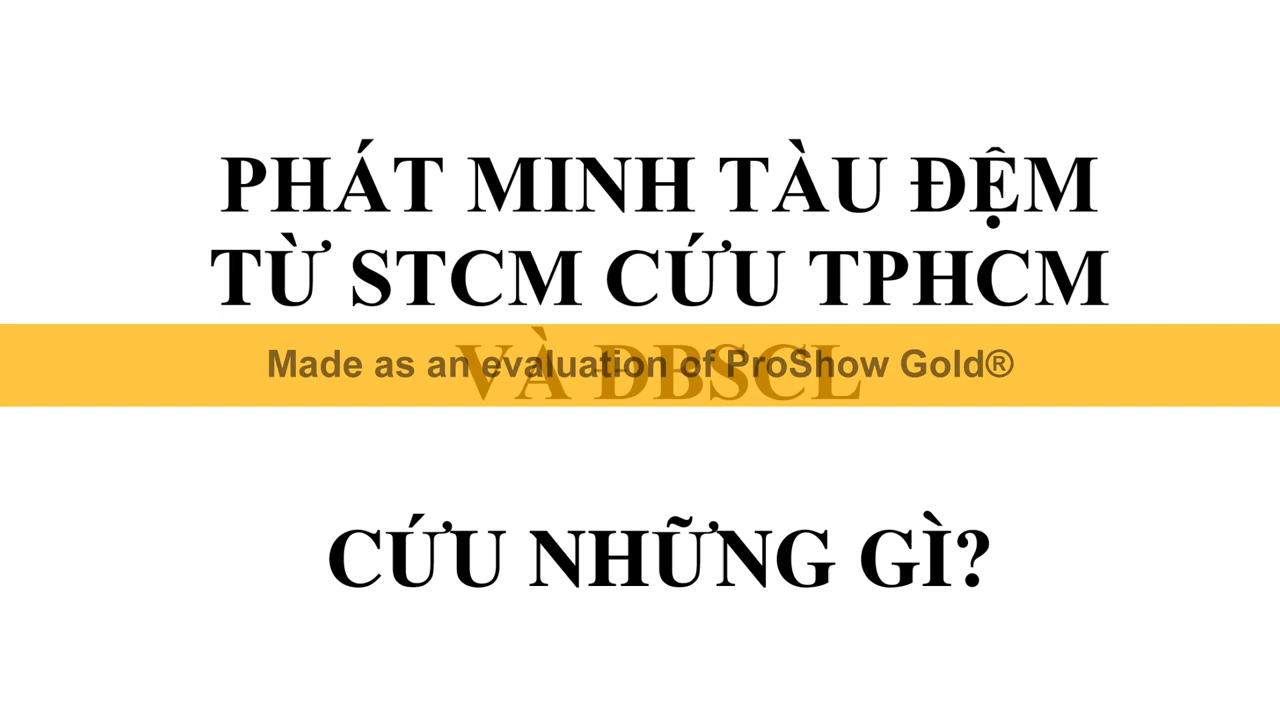 PHÁT MINH TÀU ĐỆM
TỪ STCM CỨU TPHCM
VÀ ĐBSCL
Made as an evaluation of ProShow Gold®
CỨU NHỮNG GÌ?